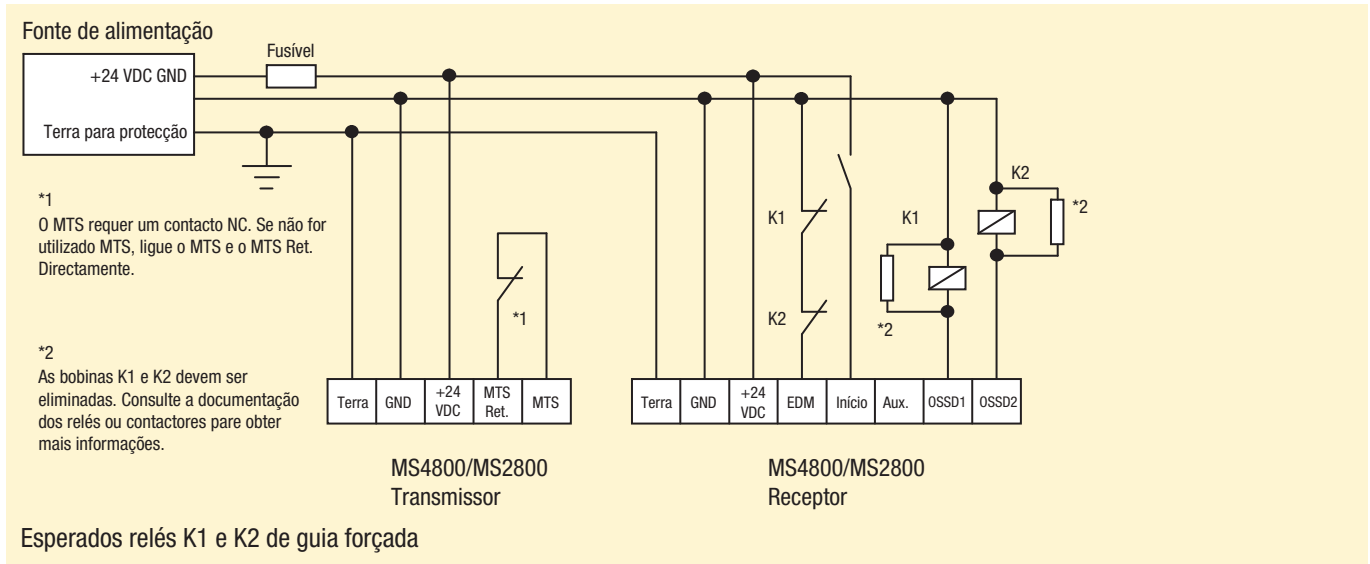 Fonte de alimentação
Fusível
+24 VDC GND
Terra para protecção
*1
O MTS requer um contacto NC. Se não for
utilizado MTS, ligue o MTS e o MTS Ret.
Directamente.
*2
As bobinas K1 e K2 devem ser
eliminadas. Consulte a documentação
dos relés ou contactores pare obter
mais informações.
*1
K1
K2
K1
*2
K2
*2
Terra GND +24 VDC MTS Ret. MTS
Terra GND +24 VDC EDM Início Aux. OSSD1 OSSD2
MS4800/MS2800
Transmissor
MS4800/MS2800
Receptor
Esperados relés K1 e K2 de guia forçada